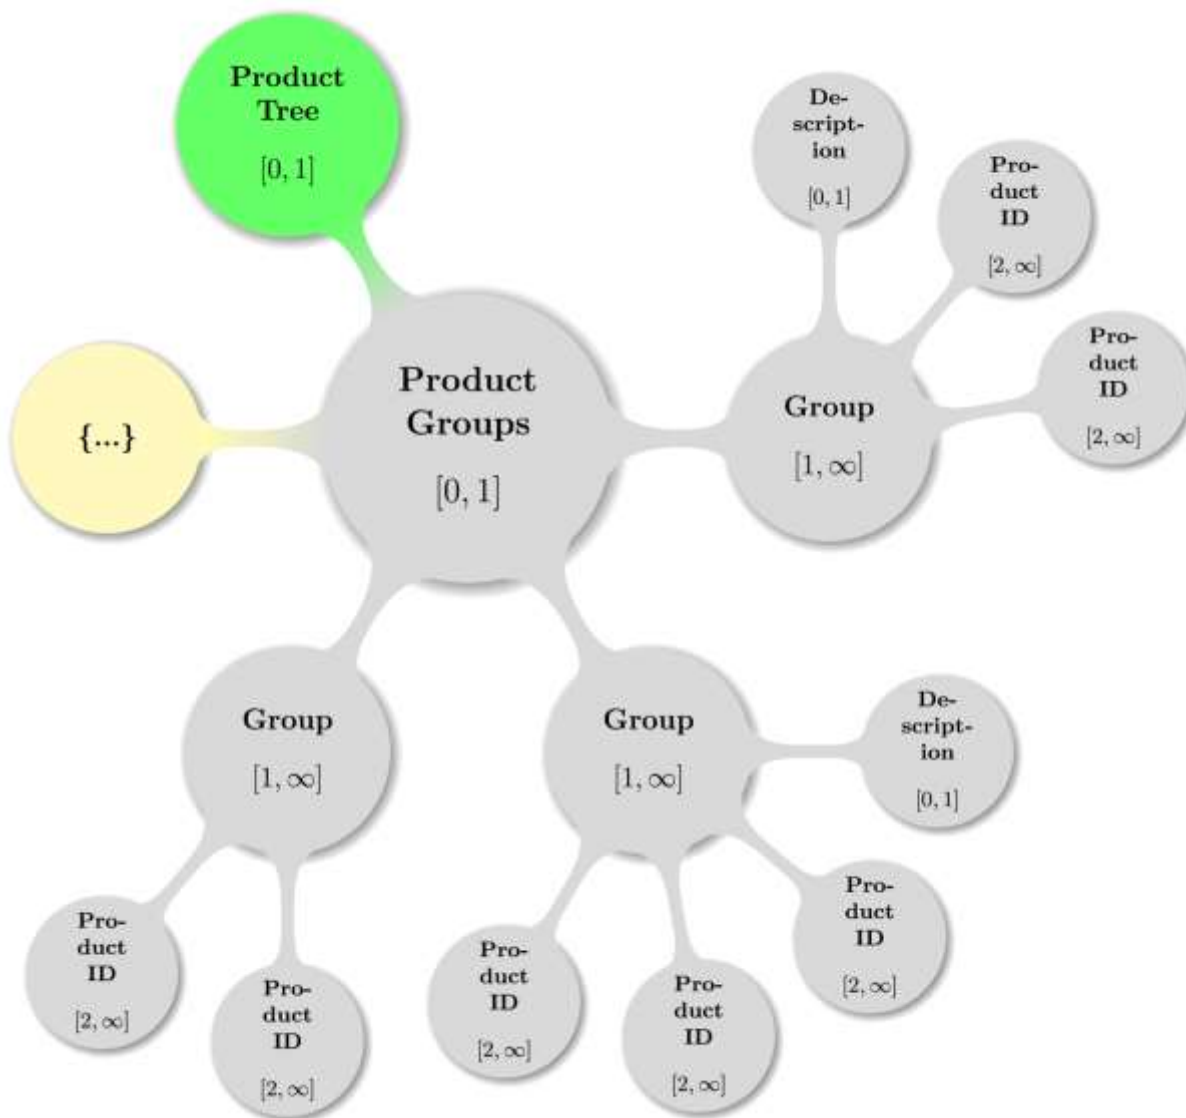 Product
Tree
[0, 1]
De-
script-
ion
[0, 1]
Pro-
duct
ID
[2, ∞]
Pro-
duct
ID
[2, ∞]
Product
Groups
[0, 1]
{...}
Group
[1, ∞]
Group
[1, ∞]
Group
[1, ∞]
De-
script-
ion
[0, 1]
Pro-
duct
ID
[2, ∞]
Pro-
duct
ID
[2, ∞]
Pro-
duct
ID
[2, ∞]
Pro-
duct
ID
[2, ∞]
Pro-
duct
ID
[2, ∞]